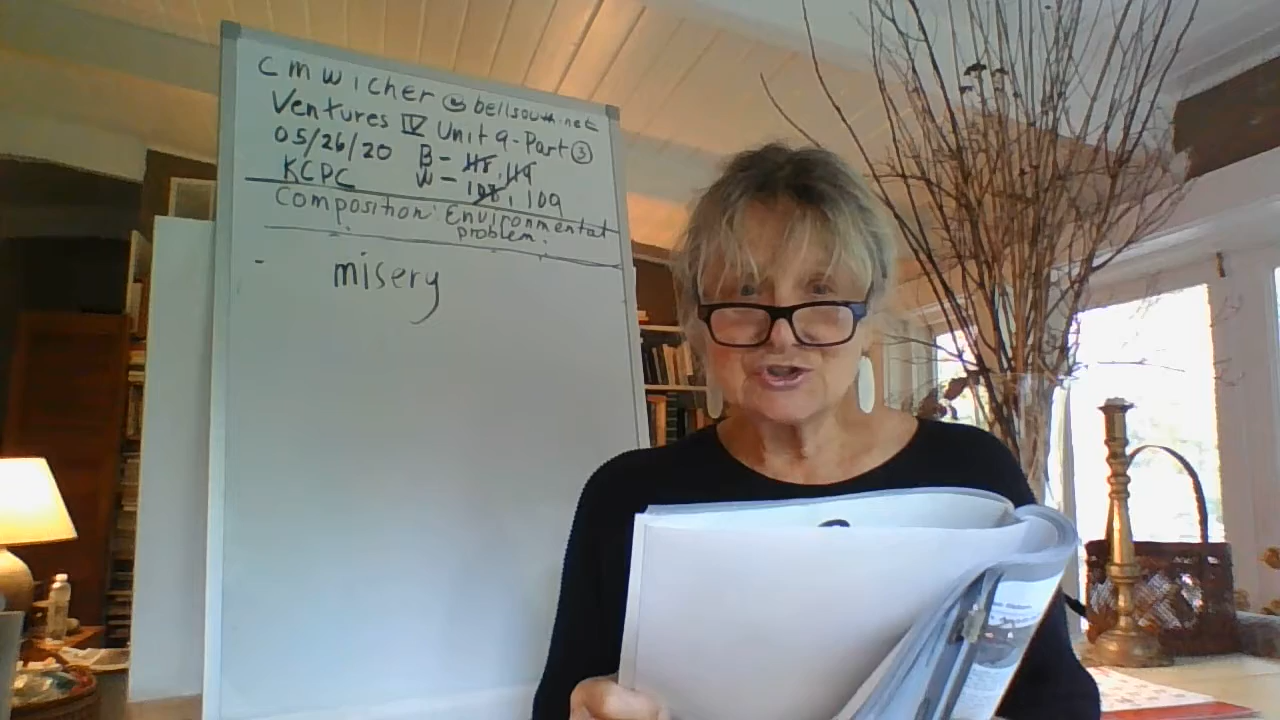 cmwicher@bellsouth.net
Ventures IV Unit 9-Part ③
05/26/20 B- 118, 119
KCPC W- 108, 109
Composition: Environmental
problem.
- misery